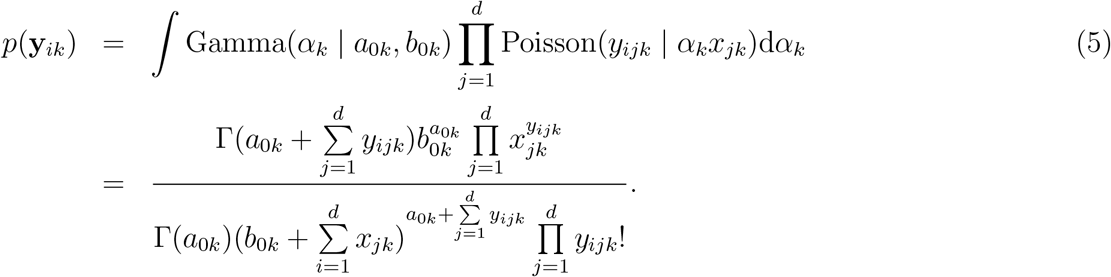 p(𝐲_{ik}) = ∫ Gamma(α_k | a_{0k}, b_{0k}) ∏_{j=1}^{d} Poisson(y_{ijk} | α_k x_{jk})dα_k (5)
= \frac{Γ(a_{0k} + ∑_{j=1}^{d} y_{ijk}) b_{0k}^{a_{0k}} ∏_{j=1}^{d} x_{jk}^{y_{ijk}}}{Γ(a_{0k})(b_{0k} + ∑_{i=1}^{d} x_{jk})^{a_{0k} + ∑_{j=1}^{d} y_{ijk}} ∏_{j=1}^{d} y_{ijk}!}.